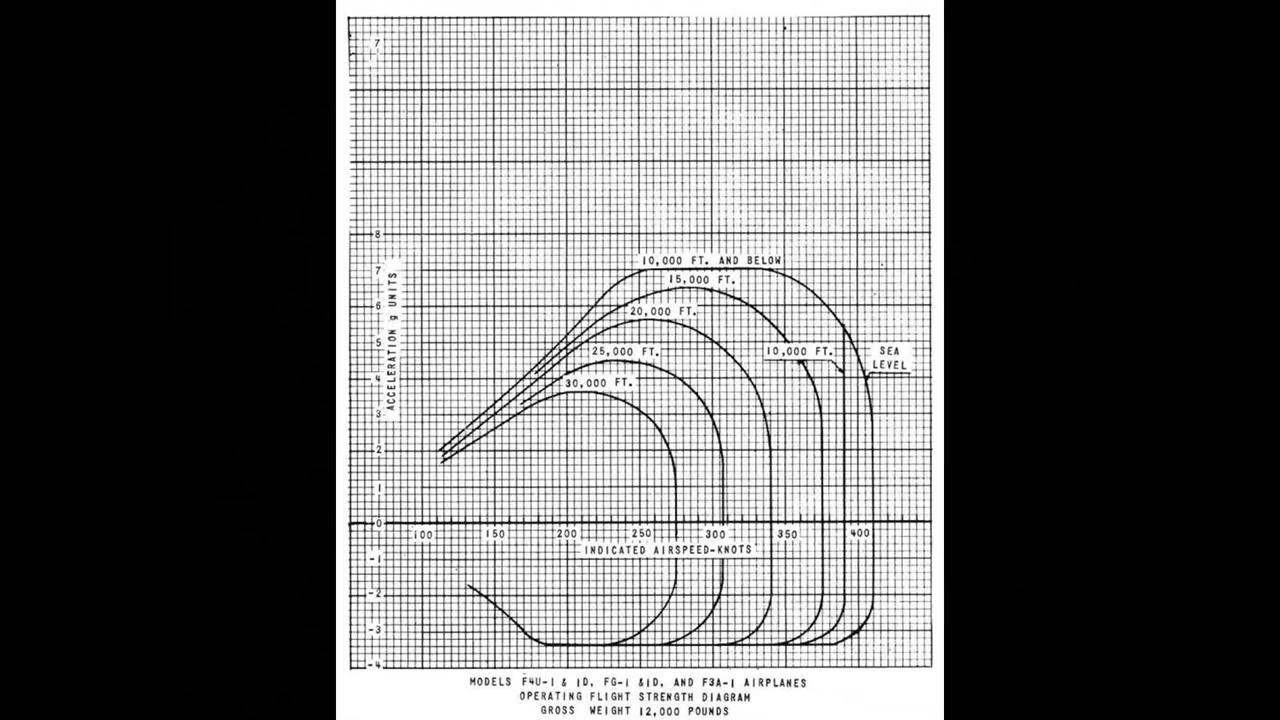 7
8
10,000 FT. AND BELOW
7
15,000 FT.
6
20,000 FT.
5
25,000 FT.
10,000 FT.
SEA
LEVEL
4
30,000 FT.
3
2
1
0
ACCELERATION g UNITS
100 150 200 250 300 350 400
INDICATED AIRSPEED-KNOTS
-1
-2
-3
-4
MODELS F4U-1 & 1D, FG-1 &1D, AND F3A-1 AIRPLANES
OPERATING FLIGHT STRENGTH DIAGRAM
GROSS WEIGHT 12,000 POUNDS